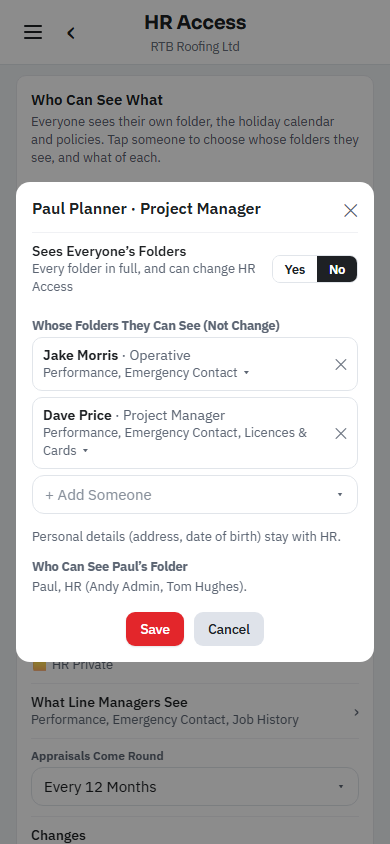 HR Access
RTB Roofing Ltd
Who Can See What
Everyone sees their own folder, the holiday calendar
and policies. Tap someone to choose whose folders they
see, and what of each.
Paul Planner · Project Manager
Sees Everyone’s Folders
Every folder in full, and can change HR
Access
Yes
No
Whose Folders They Can See (Not Change)
Jake Morris · Operative
Performance, Emergency Contact
Dave Price · Project Manager
Performance, Emergency Contact, Licences &
Cards
+ Add Someone
Personal details (address, date of birth) stay with HR.
Who Can See Paul’s Folder
Paul, HR (Andy Admin, Tom Hughes).
Save
Cancel
HR Private
What Line Managers See
Performance, Emergency Contact, Job History
Appraisals Come Round
Every 12 Months
Changes